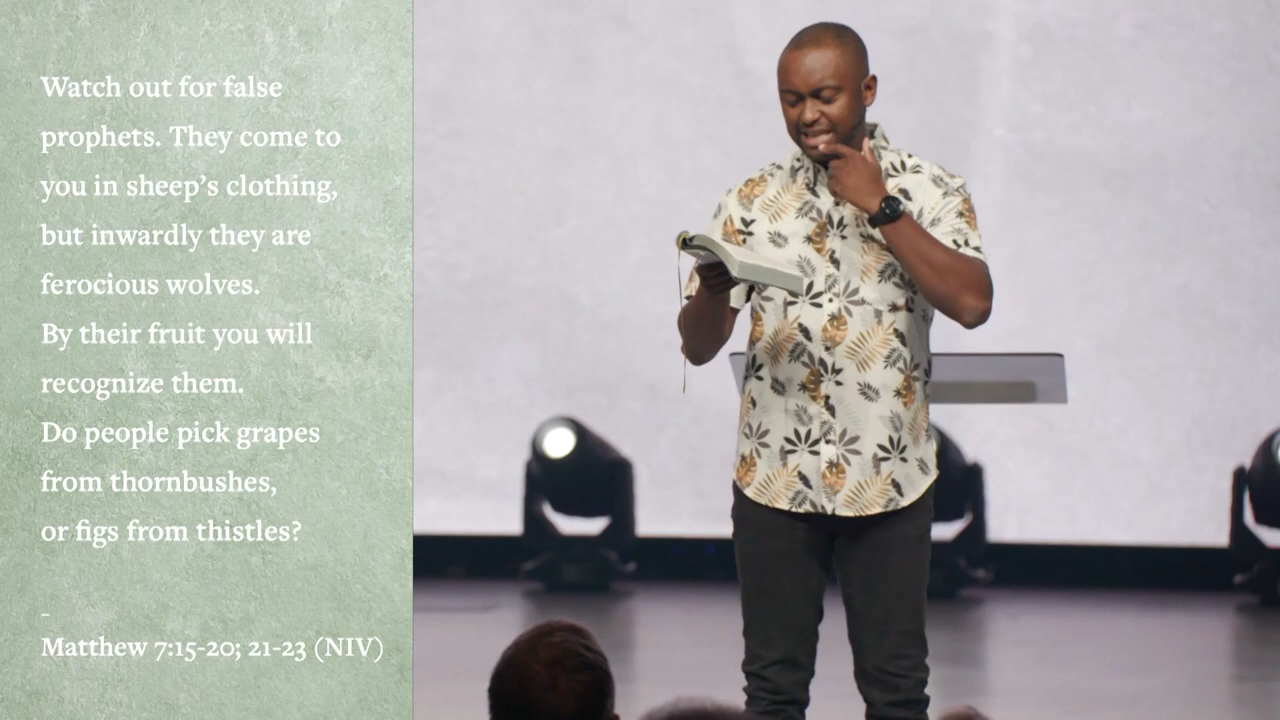 Watch out for false
prophets. They come to
you in sheep’s clothing,
but inwardly they are
ferocious wolves.
By their fruit you will
recognize them.
Do people pick grapes
from thornbushes,
or figs from thistles?
–
Matthew 7:15-20; 21-23 (NIV)